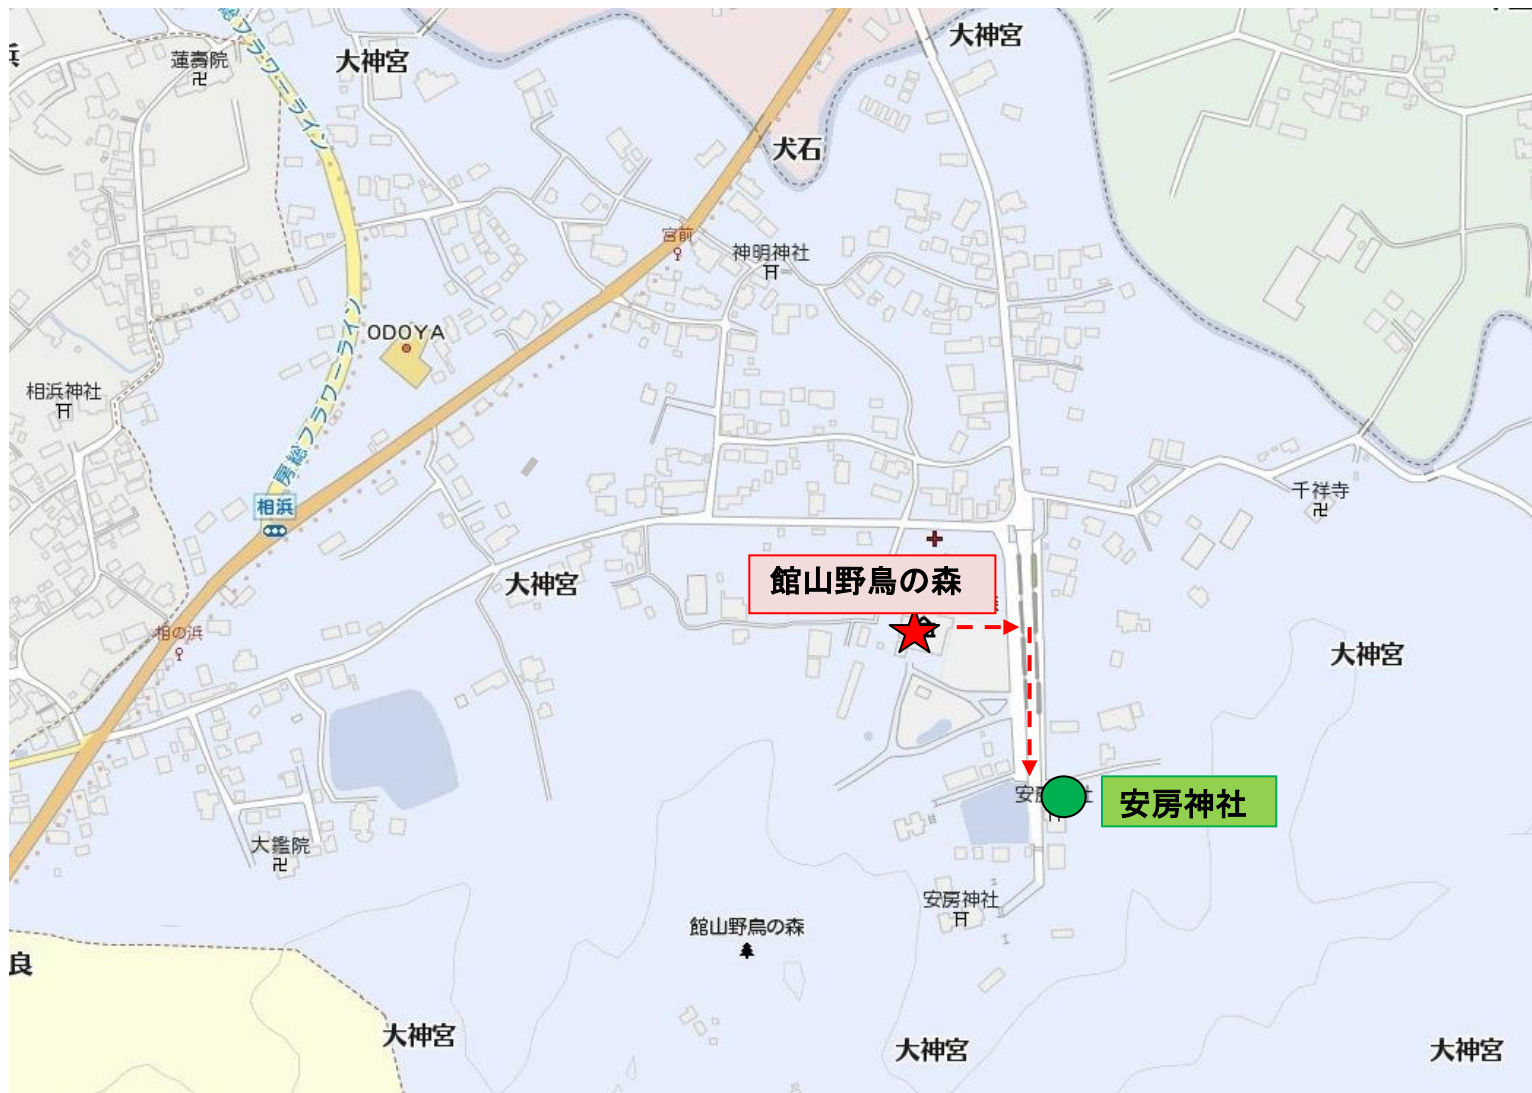 大神宮
蓮壽院
大神宮
房総フラワーライン
犬石
宮前
神明神社
ODOYA
房総フラワーライン
相浜神社
相浜
千祥寺
大神宮
館山野鳥の森
相の浜
大神宮
安房神社
大鑑院
安房神社
館山野鳥の森
良
大神宮
大神宮
大神宮